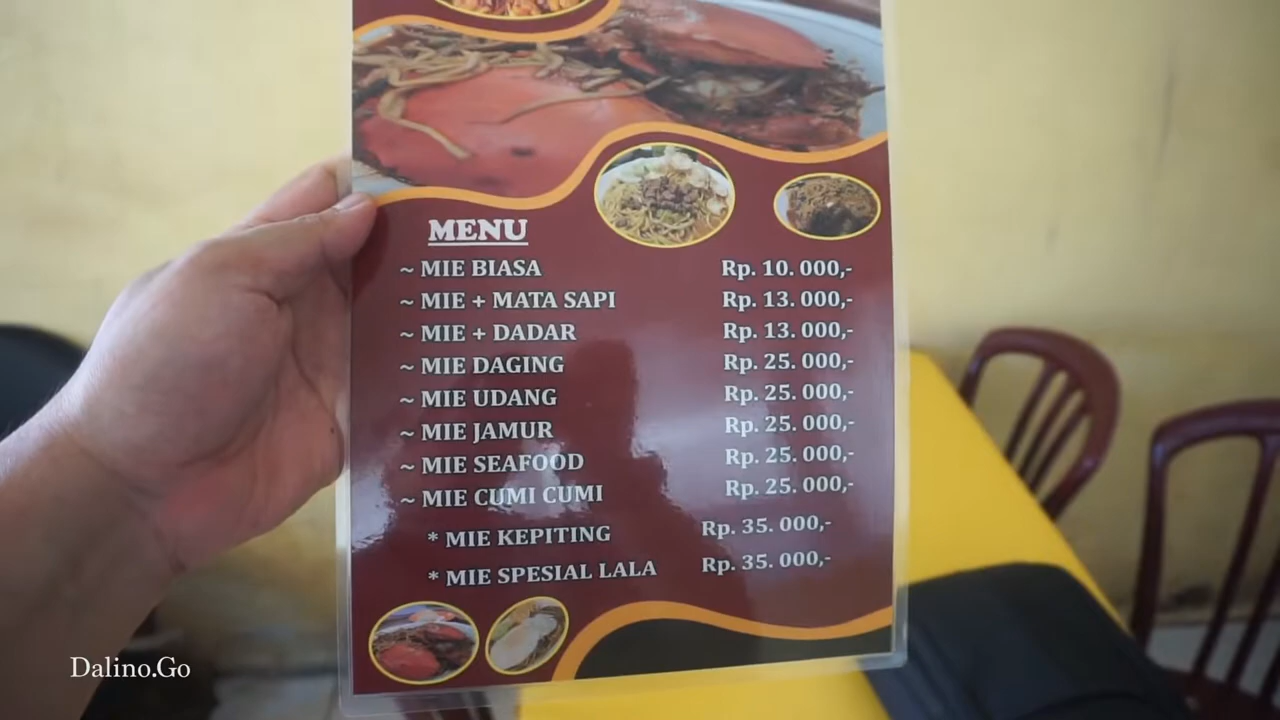 MENU
~ MIE BIASA Rp. 10. 000,-
~ MIE + MATA SAPI Rp. 13. 000,-
~ MIE + DADAR Rp. 13. 000,-
~ MIE DAGING Rp. 25. 000,-
~ MIE UDANG Rp. 25. 000,-
~ MIE JAMUR Rp. 25. 000,-
~ MIE SEAFOOD Rp. 25. 000,-
~ MIE CUMI CUMI Rp. 25. 000,-
* MIE KEPITING Rp. 35. 000,-
* MIE SPESIAL LALA Rp. 35. 000,-
Dalino.Go